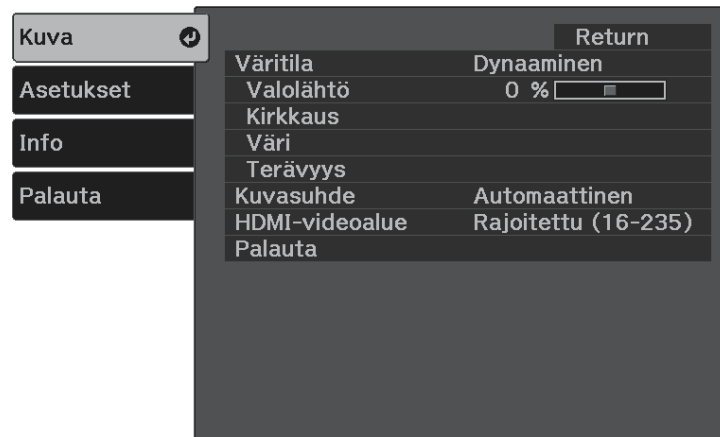 Kuva
Asetukset
Info
Palauta
Return
Väritila Dynaaminen
Valolähtö 0 %
Kirkkaus
Väri
Terävyys
Kuvasuhde Automaattinen
HDMI-videoalue Rajoitettu (16-235)
Palauta